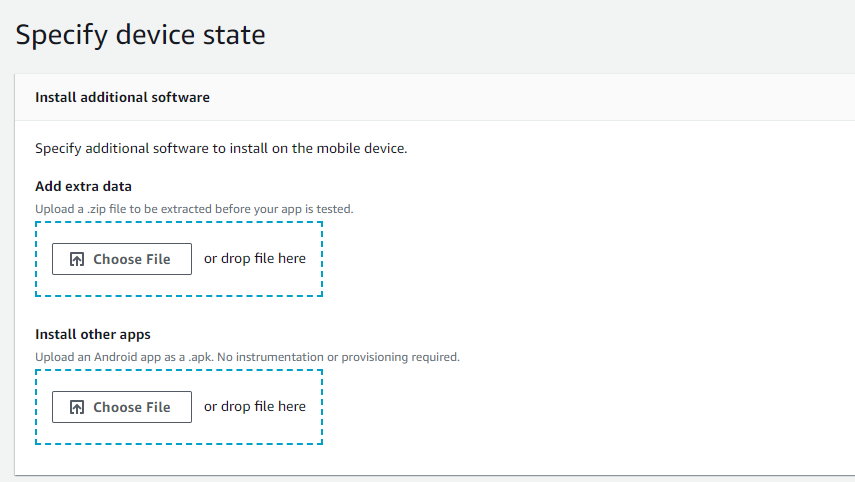 Specify device state
Install additional software
Specify additional software to install on the mobile device.
Add extra data
Upload a .zip file to be extracted before your app is tested.
Choose File or drop file here
Install other apps
Upload an Android app as a .apk. No instrumentation or provisioning required.
Choose File or drop file here